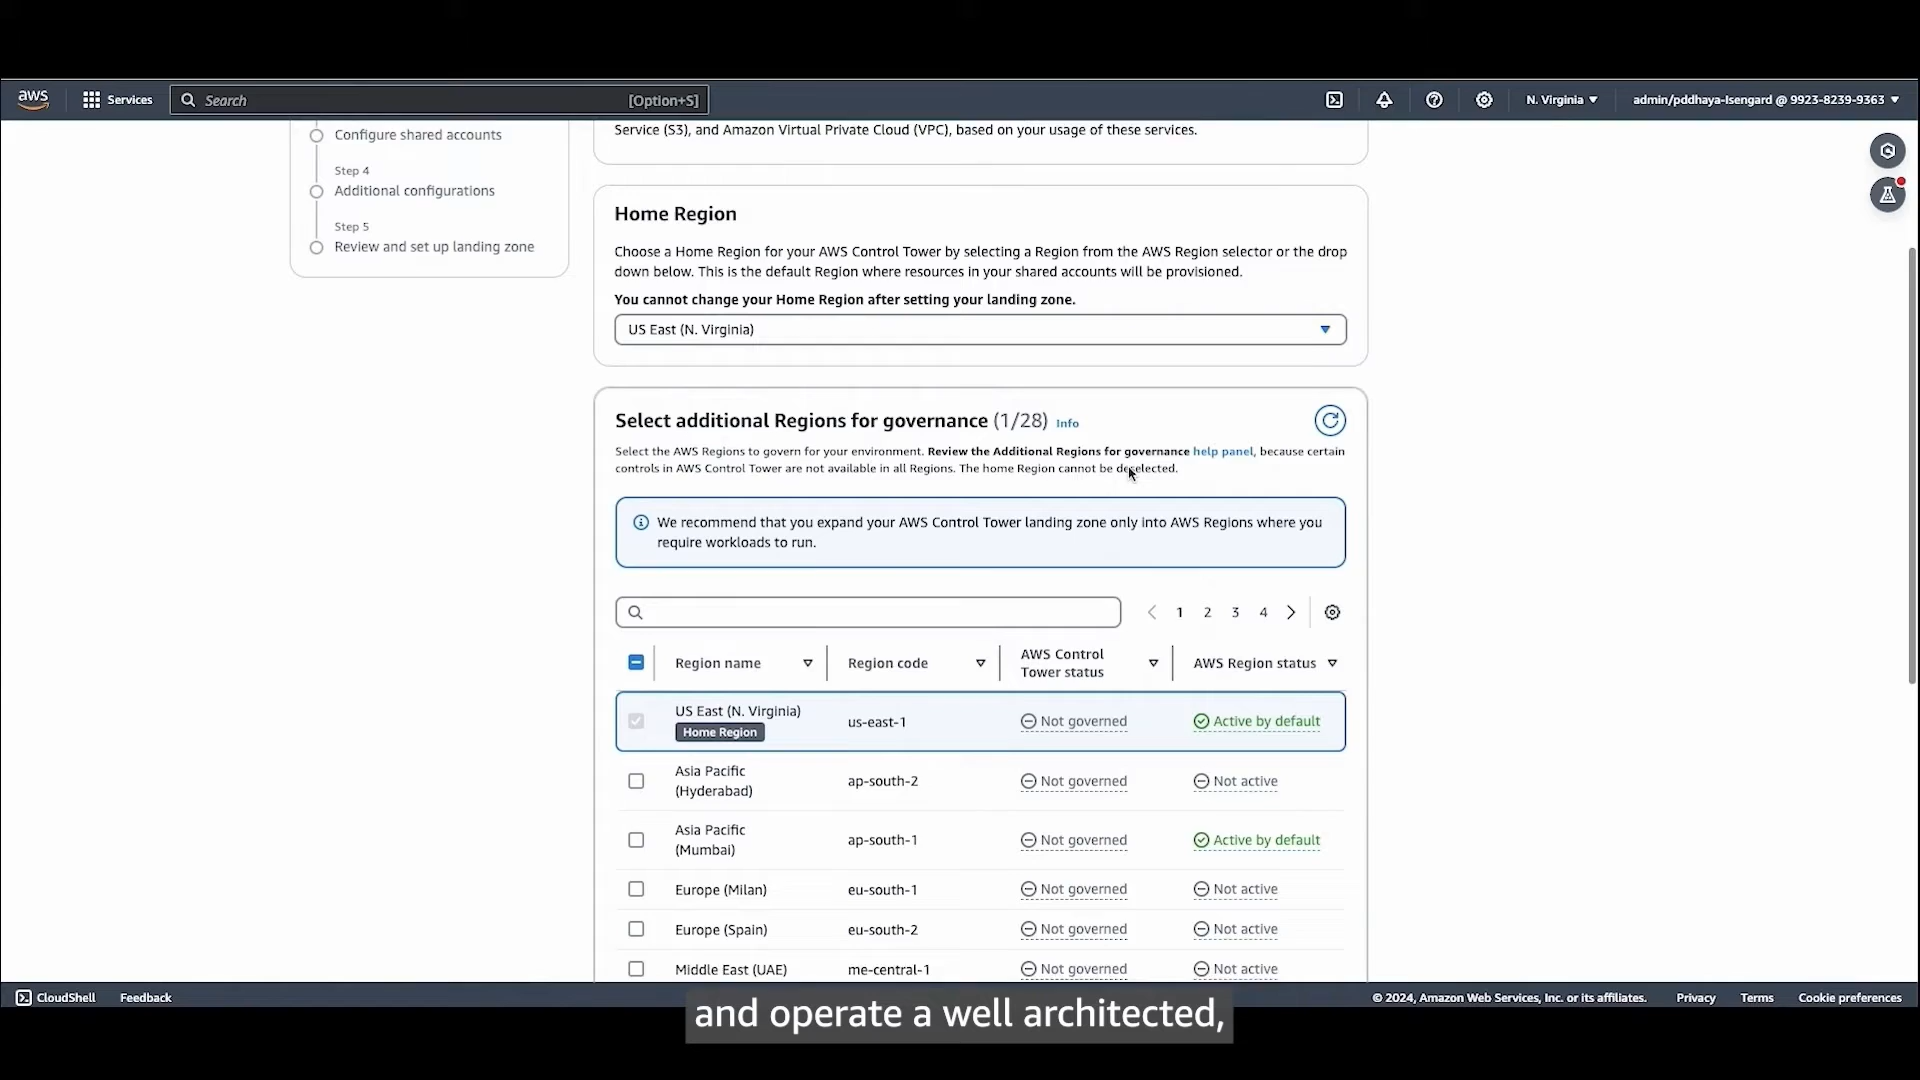 aws
Services
Search
[Option+S]
N. Virginia
admin/pddhaya-Isengard @ 9923-8239-9363
Configure shared accounts
Step 4
Additional configurations
Step 5
Review and set up landing zone
Service (S3), and Amazon Virtual Private Cloud (VPC), based on your usage of these services.
Home Region
Choose a Home Region for your AWS Control Tower by selecting a Region from the AWS Region selector or the drop
down below. This is the default Region where resources in your shared accounts will be provisioned.
You cannot change your Home Region after setting your landing zone.
US East (N. Virginia)
Select additional Regions for governance (1/28) Info
Select the AWS Regions to govern for your environment. Review the Additional Regions for governance help panel, because certain
controls in AWS Control Tower are not available in all Regions. The home Region cannot be deselected.
We recommend that you expand your AWS Control Tower landing zone only into AWS Regions where you
require workloads to run.
1 2 3 4
Region name
Region code
AWS Control
Tower status
AWS Region status
US East (N. Virginia)
Home Region
us-east-1
Not governed
Active by default
Asia Pacific
(Hyderabad)
ap-south-2
Not governed
Not active
Asia Pacific
(Mumbai)
ap-south-1
Not governed
Active by default
Europe (Milan)
eu-south-1
Not governed
Not active
Europe (Spain)
eu-south-2
Not governed
Not active
Middle East (UAE)
me-central-1
Not governed
Not active
CloudShell
Feedback
© 2024, Amazon Web Services, Inc. or its affiliates.
Privacy
Terms
Cookie preferences
and operate a well architected,